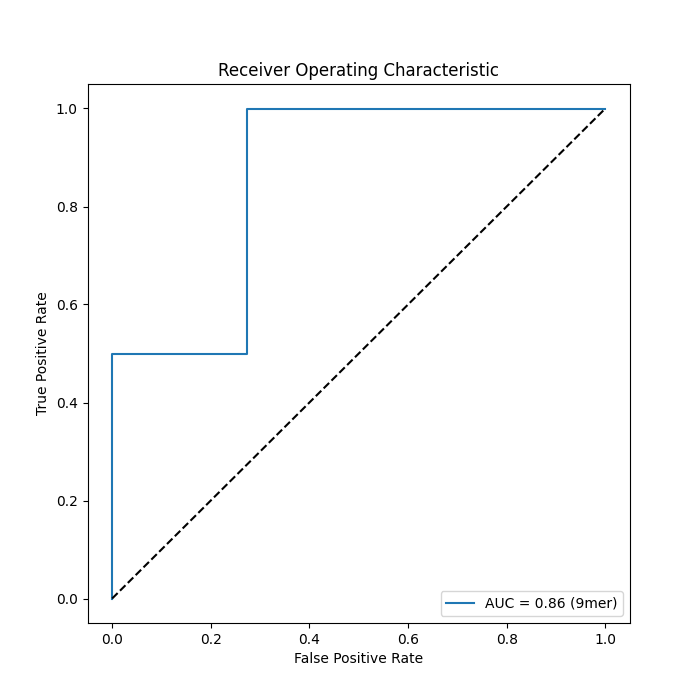 Receiver Operating Characteristic
1.0
0.8
0.6
0.4
0.2
0.0
True Positive Rate
0.0 0.2 0.4 0.6 0.8 1.0
False Positive Rate
AUC = 0.86 (9mer)